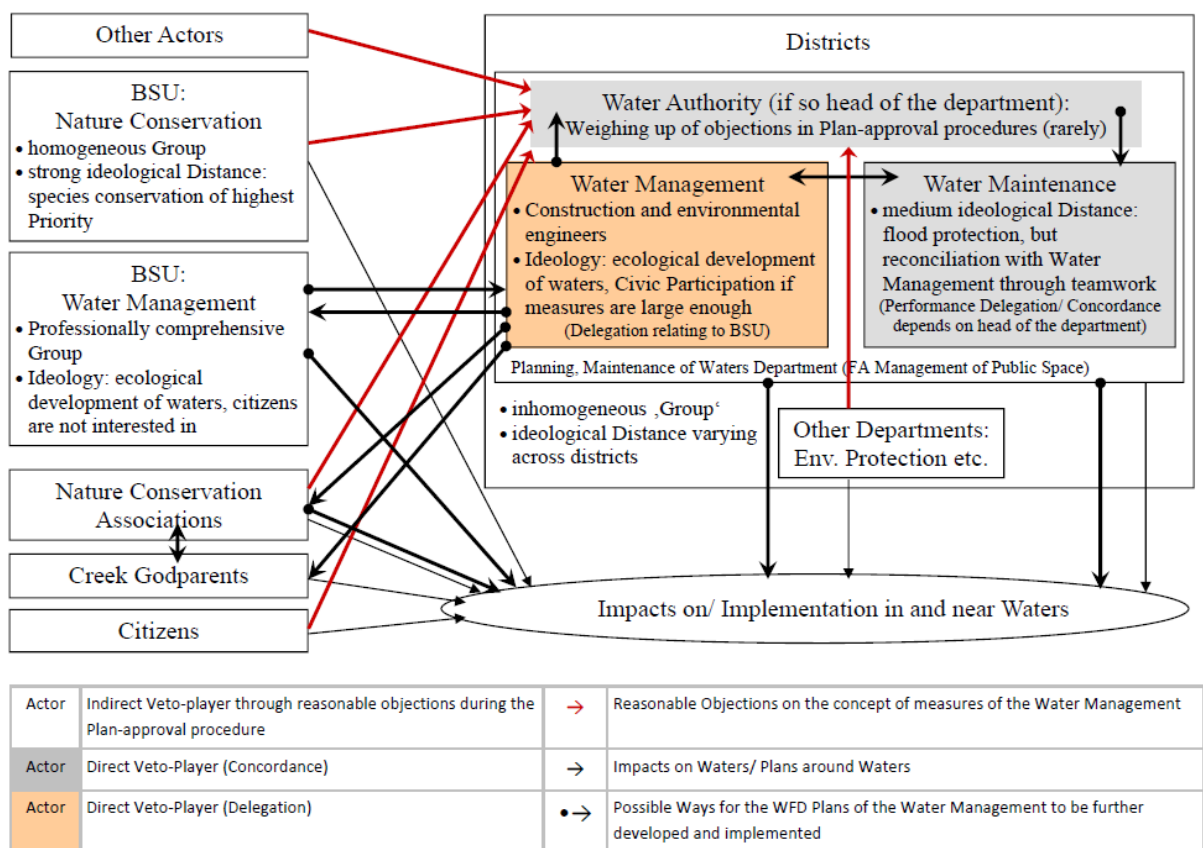 Other Actors
BSU:
Nature Conservation
• homogeneous Group
• strong ideological Distance:
species conservation of highest
Priority
BSU:
Water Management
• Professionally comprehensive
Group
• Ideology: ecological
development of waters, citizens
are not interested in
Nature Conservation
Associations
Creek Godparents
Citizens
Districts
Water Authority (if so head of the department):
Weighing up of objections in Plan-approval procedures (rarely)
Water Management
• Construction and environmental
engineers
• Ideology: ecological development
of waters, Civic Participation if
measures are large enough
(Delegation relating to BSU)
Water Maintenance
• medium ideological Distance:
flood protection, but
reconciliation with Water
Management through teamwork
(Performance Delegation/ Concordance
depends on head of the department)
Planning, Maintenance of Waters Department (FA Management of Public Space)
• inhomogeneous ‚Group‘
• ideological Distance varying
across districts
Other Departments:
Env. Protection etc.
Impacts on/ Implementation in and near Waters
Actor
Indirect Veto-player through reasonable objections during the
Plan-approval procedure
→
Reasonable Objections on the concept of measures of the Water Management
Actor
Direct Veto-Player (Concordance)
→
Impacts on Waters/ Plans around Waters
Actor
Direct Veto-Player (Delegation)
•→
Possible Ways for the WFD Plans of the Water Management to be further
developed and implemented